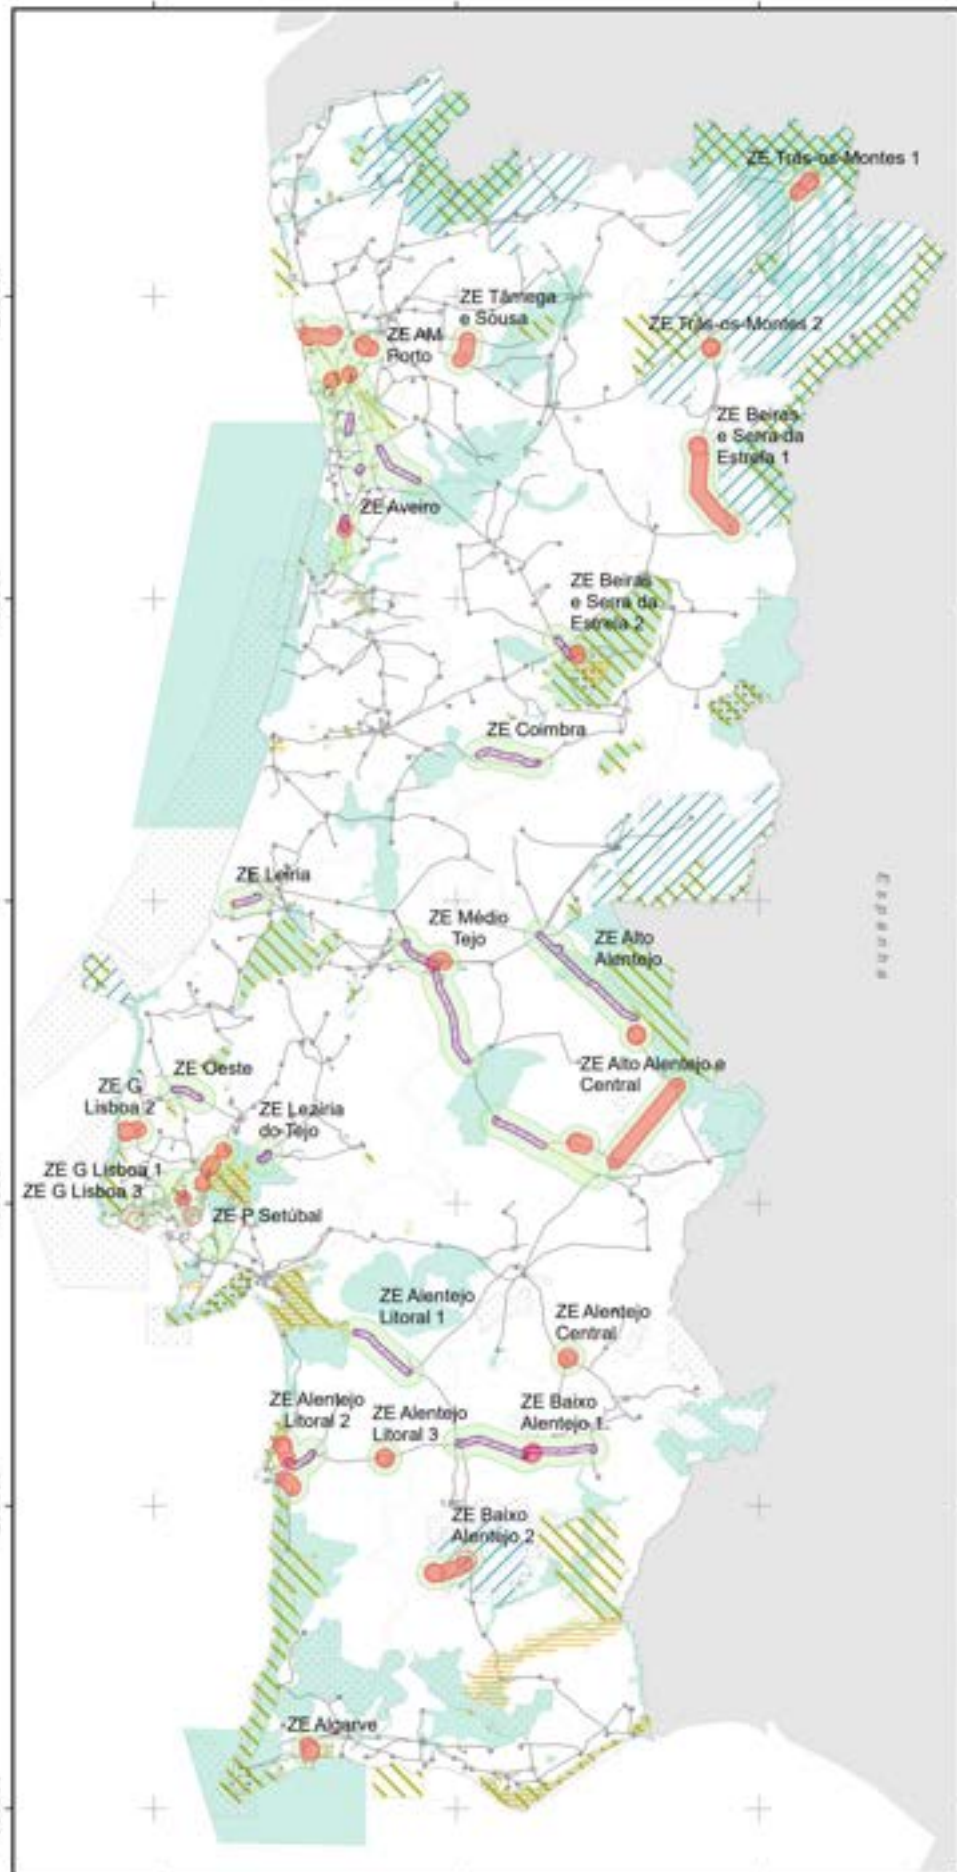 ZE Trás-os-Montes 1
ZE Tâmega
e Sousa
ZE Trás-os-Montes 2
ZE AM
Porto
ZE Beiras
e Serra da
Estrela 1
ZE Aveiro
ZE Beiras
e Serra da
Estrela 2
ZE Coimbra
ZE Leiria
Espanha
ZE Médio
Tejo
ZE Alto
Alentejo
ZE Oeste
ZE Alto Alentejo e
Central
ZE G
Lisboa 2
ZE Lezíria
do Tejo
ZE G Lisboa 1
ZE G Lisboa 3
ZE P Setúbal
ZE Alentejo
Litoral 1
ZE Alentejo
Central
ZE Alentejo
Litoral 2
ZE Alentejo
Litoral 3
ZE Baixo
Alentejo 1
ZE Baixo
Alentejo 2
ZE Algarve